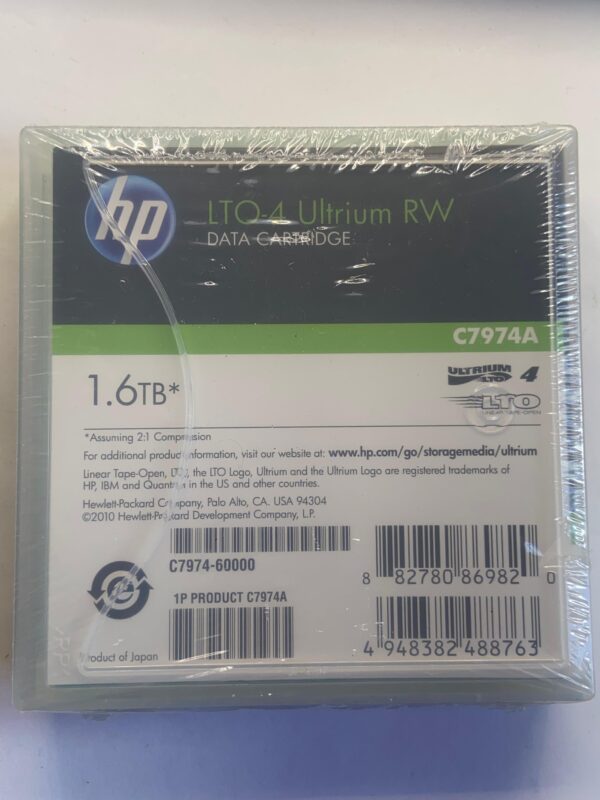 hp
LTO-4 Ultrium RW
DATA CARTRIDGE
C7974A
1.6TB*
ULTRIUM LTO 4
LTO
LINEAR TAPE-OPEN
*Assuming 2:1 Compression
For additional product information, visit our website at: www.hp.com/go/storagemedia/ultrium
Linear Tape-Open, LTO, the LTO Logo, Ultrium and the Ultrium Logo are registered trademarks of
HP, IBM and Quantum in the US and other countries.
Hewlett-Packard Company, Palo Alto, CA. USA 94304
©2010 Hewlett-Packard Development Company, L.P.
C7974-60000
8 82780 86982 0
1P PRODUCT C7974A
4 948382 488763
Product of Japan